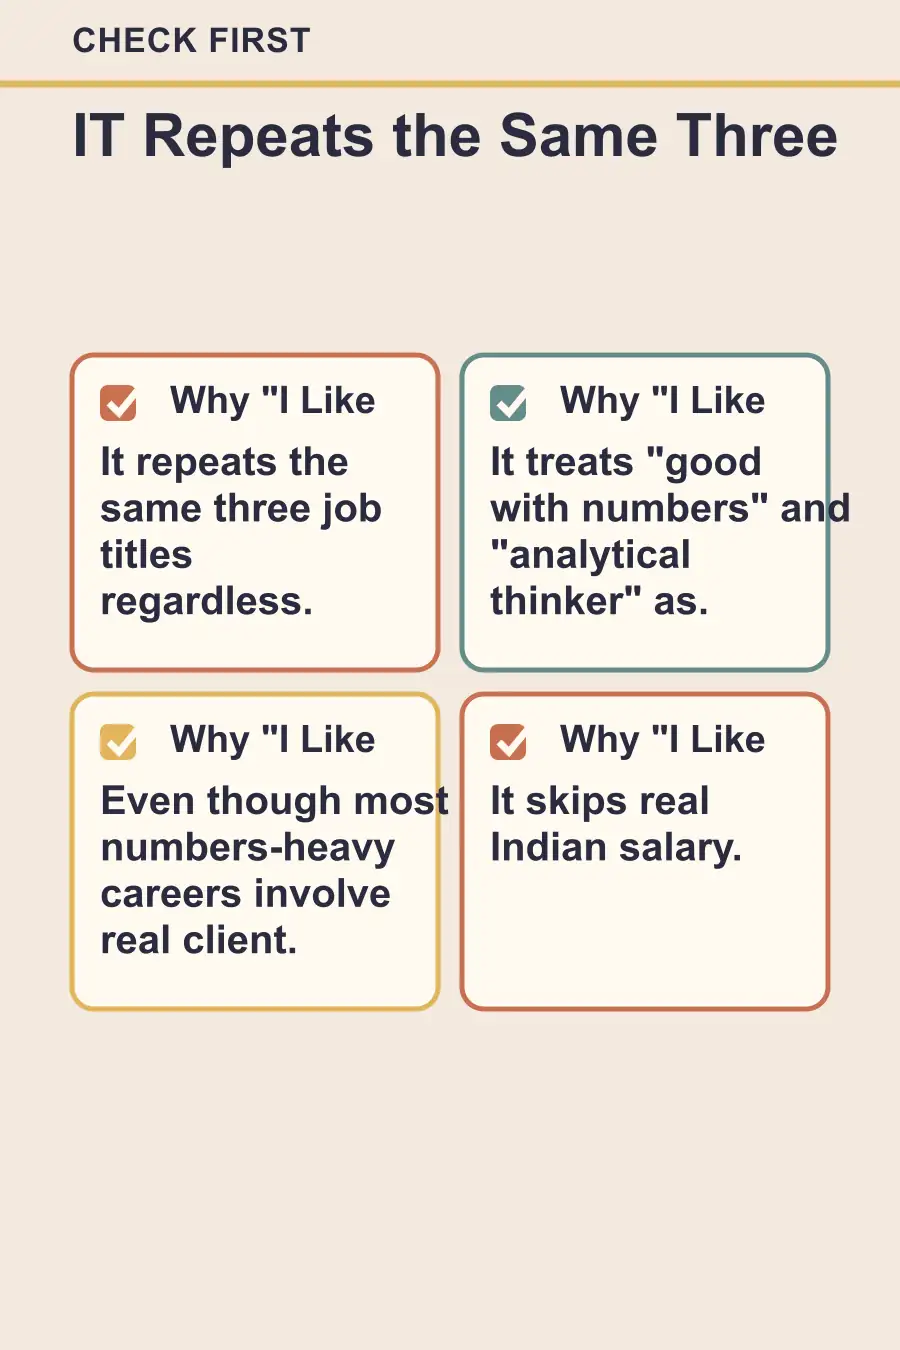 CHECK FIRST
IT Repeats the Same Three
Why "I Like
It repeats the
same three job
titles
regardless.
Why "I Like
It treats "good
with numbers" and
"analytical
thinker" as.
Why "I Like
Even though most
numbers-heavy
careers involve
real client.
Why "I Like
It skips real
Indian salary.